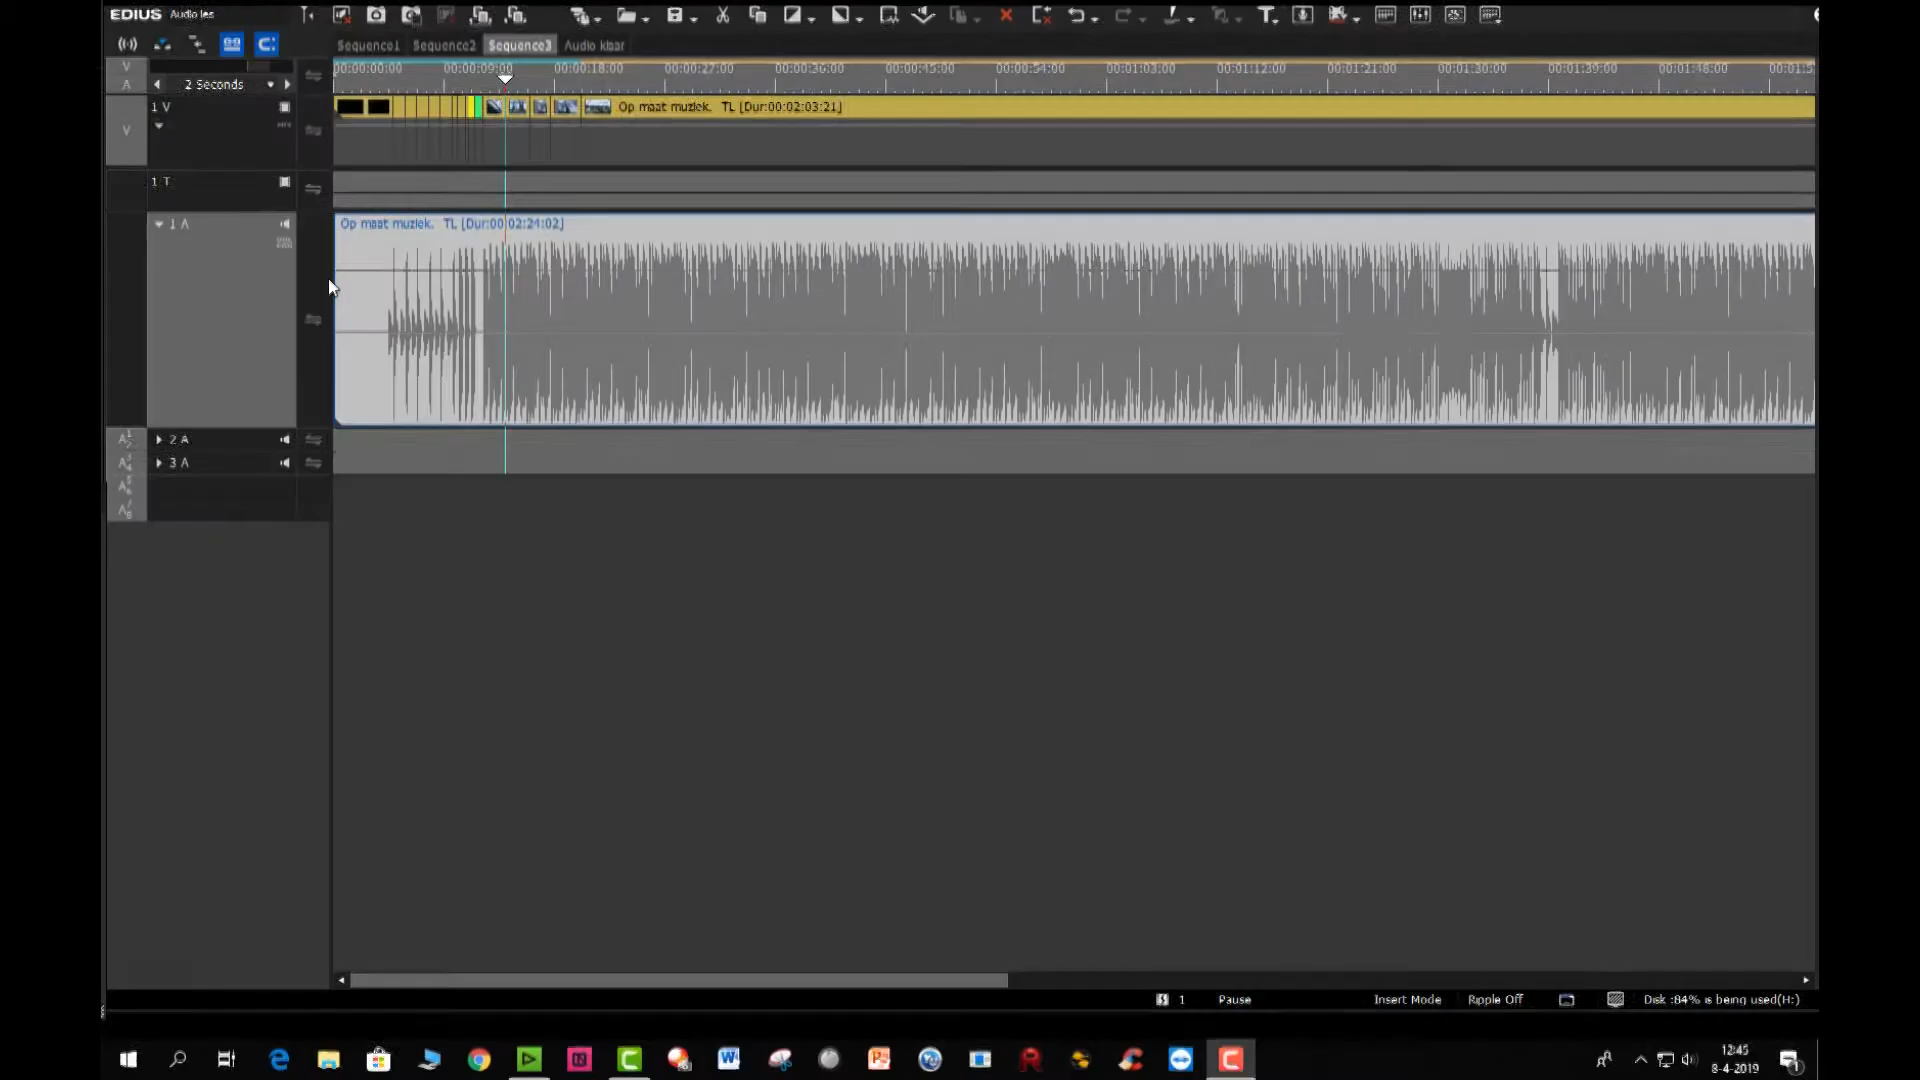 EDIUS Audio les
Sequence1 Sequence2 Sequence3 Audio klaar
V
A
2 Seconds
00:00:00:00 00:00:09:00 00:00:18:00 00:00:27:00 00:00:36:00 00:00:45:00 00:00:54:00 00:01:03:00 00:01:12:00 00:01:21:00 00:01:30:00 00:01:39:00 00:01:48:00
V
1 V
Op maat muziek. TL [Dur:00:02:03:21]
1 T
1 A
Op maat muziek. TL [Dur:00:02:24:02]
A12 2 A
A34 3 A
A56
A78
1 Pause Insert Mode Ripple Off Disk :84% is being used(H:)
12:45
8-4-2019